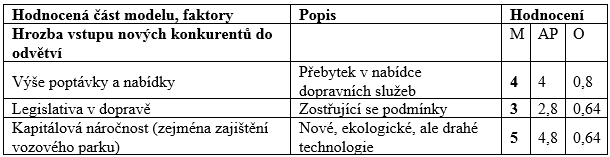 Hodnocená část modelu, faktory Popis Hodnocení
Hrozba vstupu nových konkurentů do odvětví M AP O
Výše poptávky a nabídky Přebytek v nabídce dopravních služeb 4 4 0,8
Legislativa v dopravě Zostřující se podmínky 3 2,8 0,64
Kapitálová náročnost (zejména zajištění vozového parku) Nové, ekologické, ale drahé technologie 5 4,8 0,64